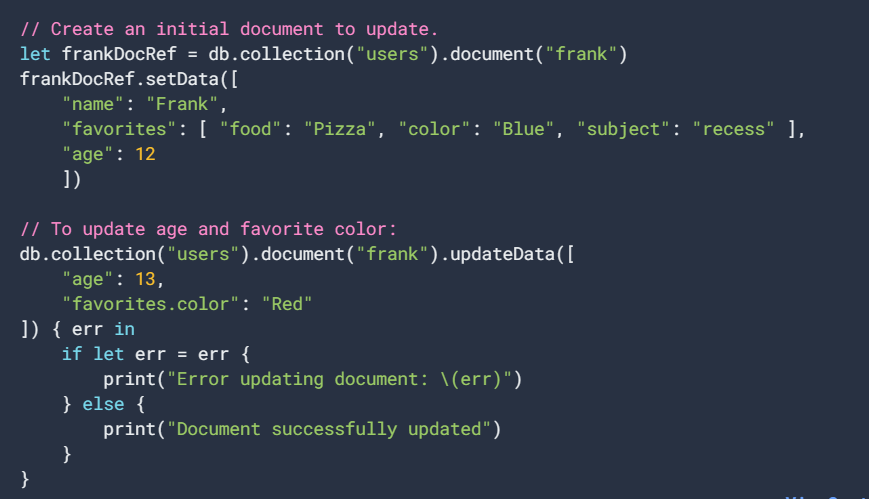 // Create an initial document to update.
let frankDocRef = db.collection("users").document("frank")
frankDocRef.setData([
    "name": "Frank",
    "favorites": [ "food": "Pizza", "color": "Blue", "subject": "recess" ],
    "age": 12
    ])

// To update age and favorite color:
db.collection("users").document("frank").updateData([
    "age": 13,
    "favorites.color": "Red"
]) { err in
    if let err = err {
        print("Error updating document: \(err)")
    } else {
        print("Document successfully updated")
    }
}